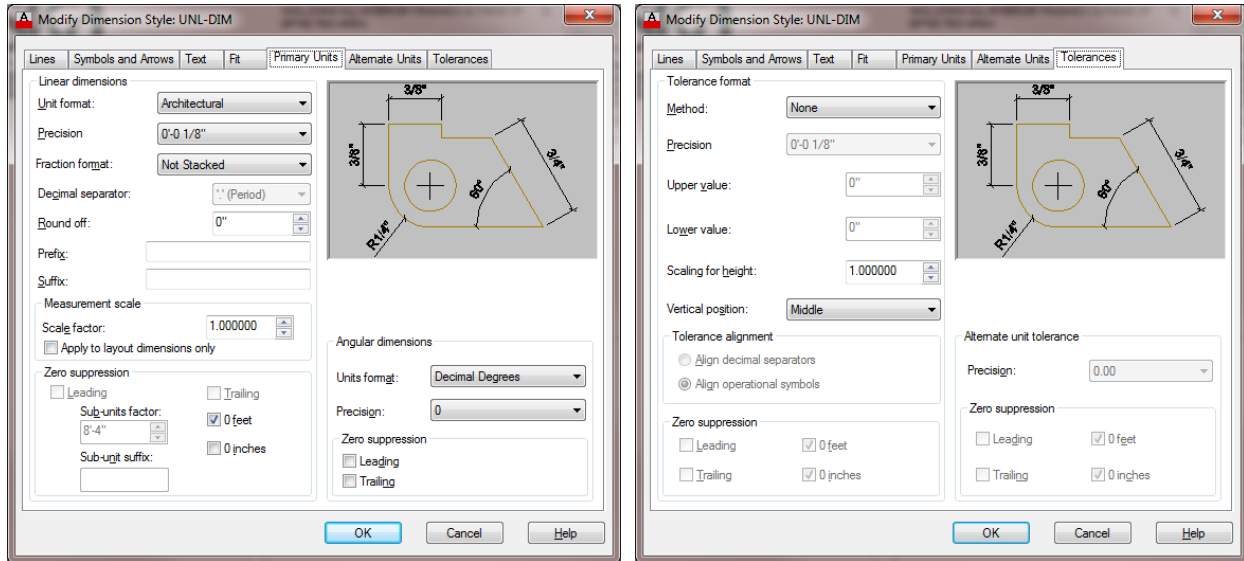 Modify Dimension Style: UNL-DIM
Lines Symbols and Arrows Text Fit Primary Units Alternate Units Tolerances
Linear dimensions
Unit format: Architectural
Precision 0'-0 1/8"
Fraction format: Not Stacked
Decimal separator: '.' (Period)
Round off: 0"
Prefix:
Suffix:
Measurement scale
Scale factor: 1.000000
Apply to layout dimensions only
Zero suppression
Leading Trailing
Sub-units factor: 0 feet
8'-4"
0 inches
Sub-unit suffix:
3/8"
3/8"
3/4"
60°
R1/4"
Angular dimensions
Units format: Decimal Degrees
Precision: 0
Zero suppression
Leading
Trailing
OK Cancel Help
Modify Dimension Style: UNL-DIM
Lines Symbols and Arrows Text Fit Primary Units Alternate Units Tolerances
Tolerance format
Method: None
Precision 0'-0 1/8"
Upper value: 0"
Lower value: 0"
Scaling for height: 1.000000
Vertical position: Middle
Tolerance alignment
Align decimal separators
Align operational symbols
Zero suppression
Leading 0 feet
Trailing 0 inches
3/8"
3/8"
3/4"
60°
R1/4"
Alternate unit tolerance
Precision: 0.00
Zero suppression
Leading 0 feet
Trailing 0 inches
OK Cancel Help